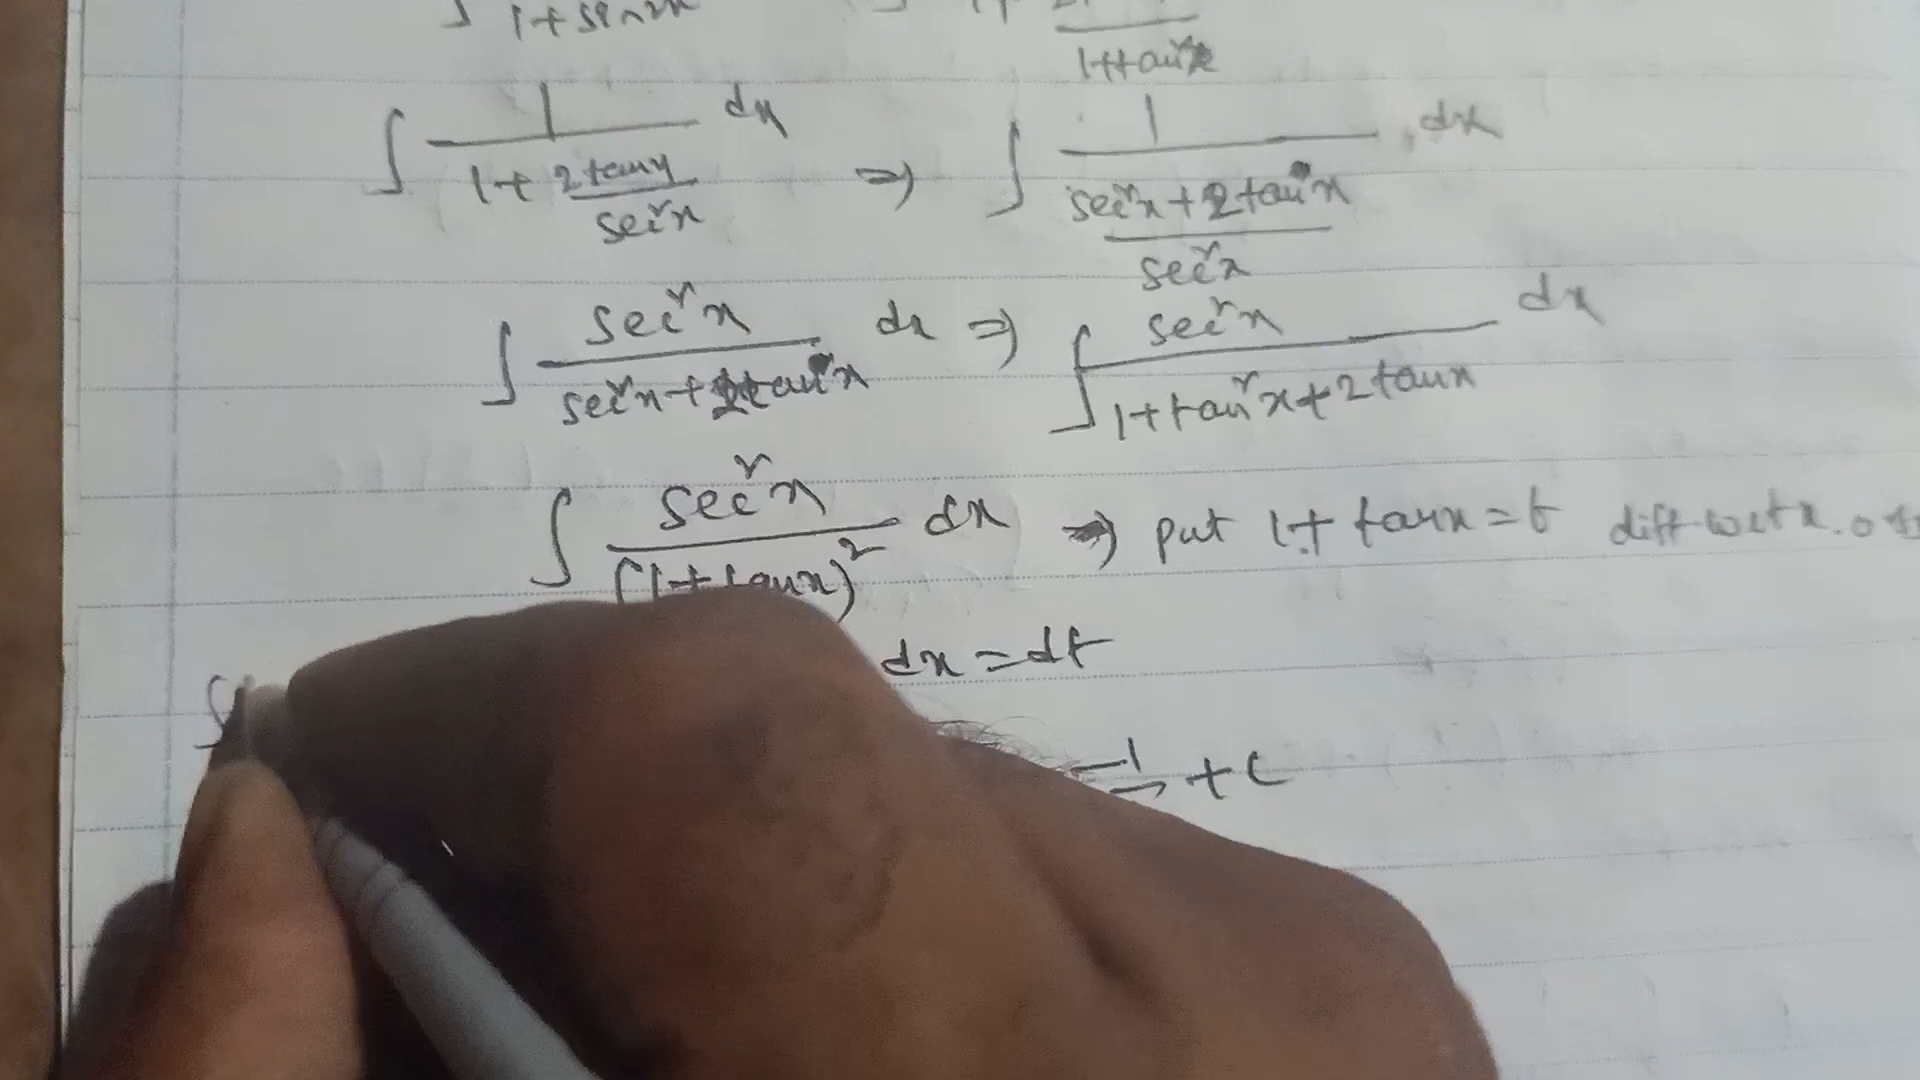 ∫ 1+sin2x ∫ 1+
1+tan²x
∫ 1/(1+ 2tanx/sec²x) dx ⇒ ∫ 1/((sec²x+2tanx)/sec²x) . dx
∫ sec²x/(sec²x+2tanx) dx ⇒ ∫ sec²x/(1+tan²x+2tanx) dx
∫ sec²x/(1+tanx)² dx ⇒ put 1+tanx=t diff w.r.t x.
dx = dt
-1 + c